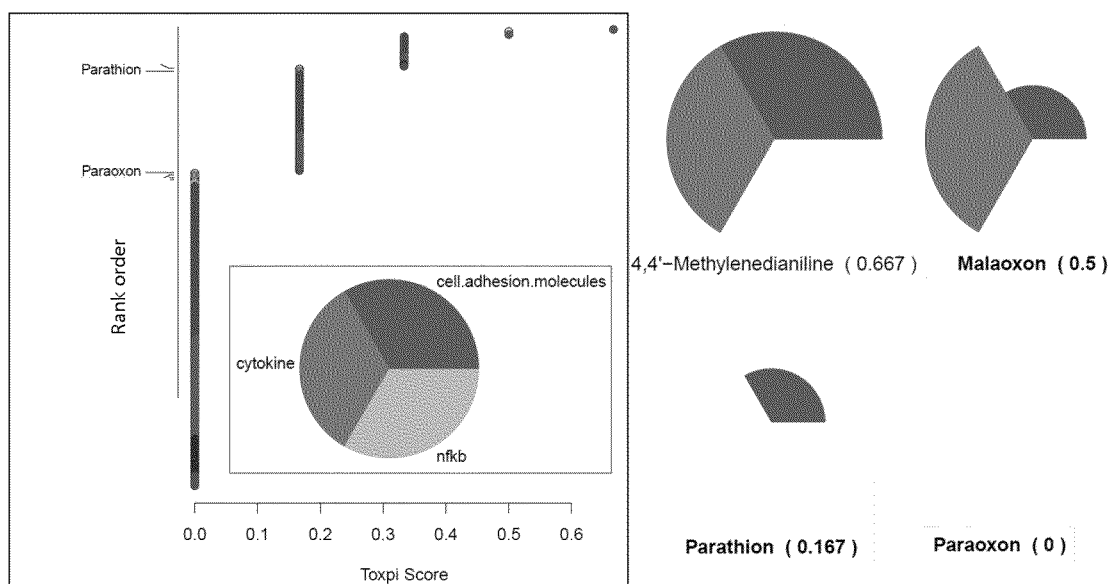 Parathion
Paraoxon
Rank order
cell.adhesion.molecules
cytokine
nfkb
0.0 0.1 0.2 0.3 0.4 0.5 0.6
Toxpi Score
4,4'−Methylenedianiline ( 0.667 )
Malaoxon ( 0.5 )
Parathion ( 0.167 )
Paraoxon ( 0 )